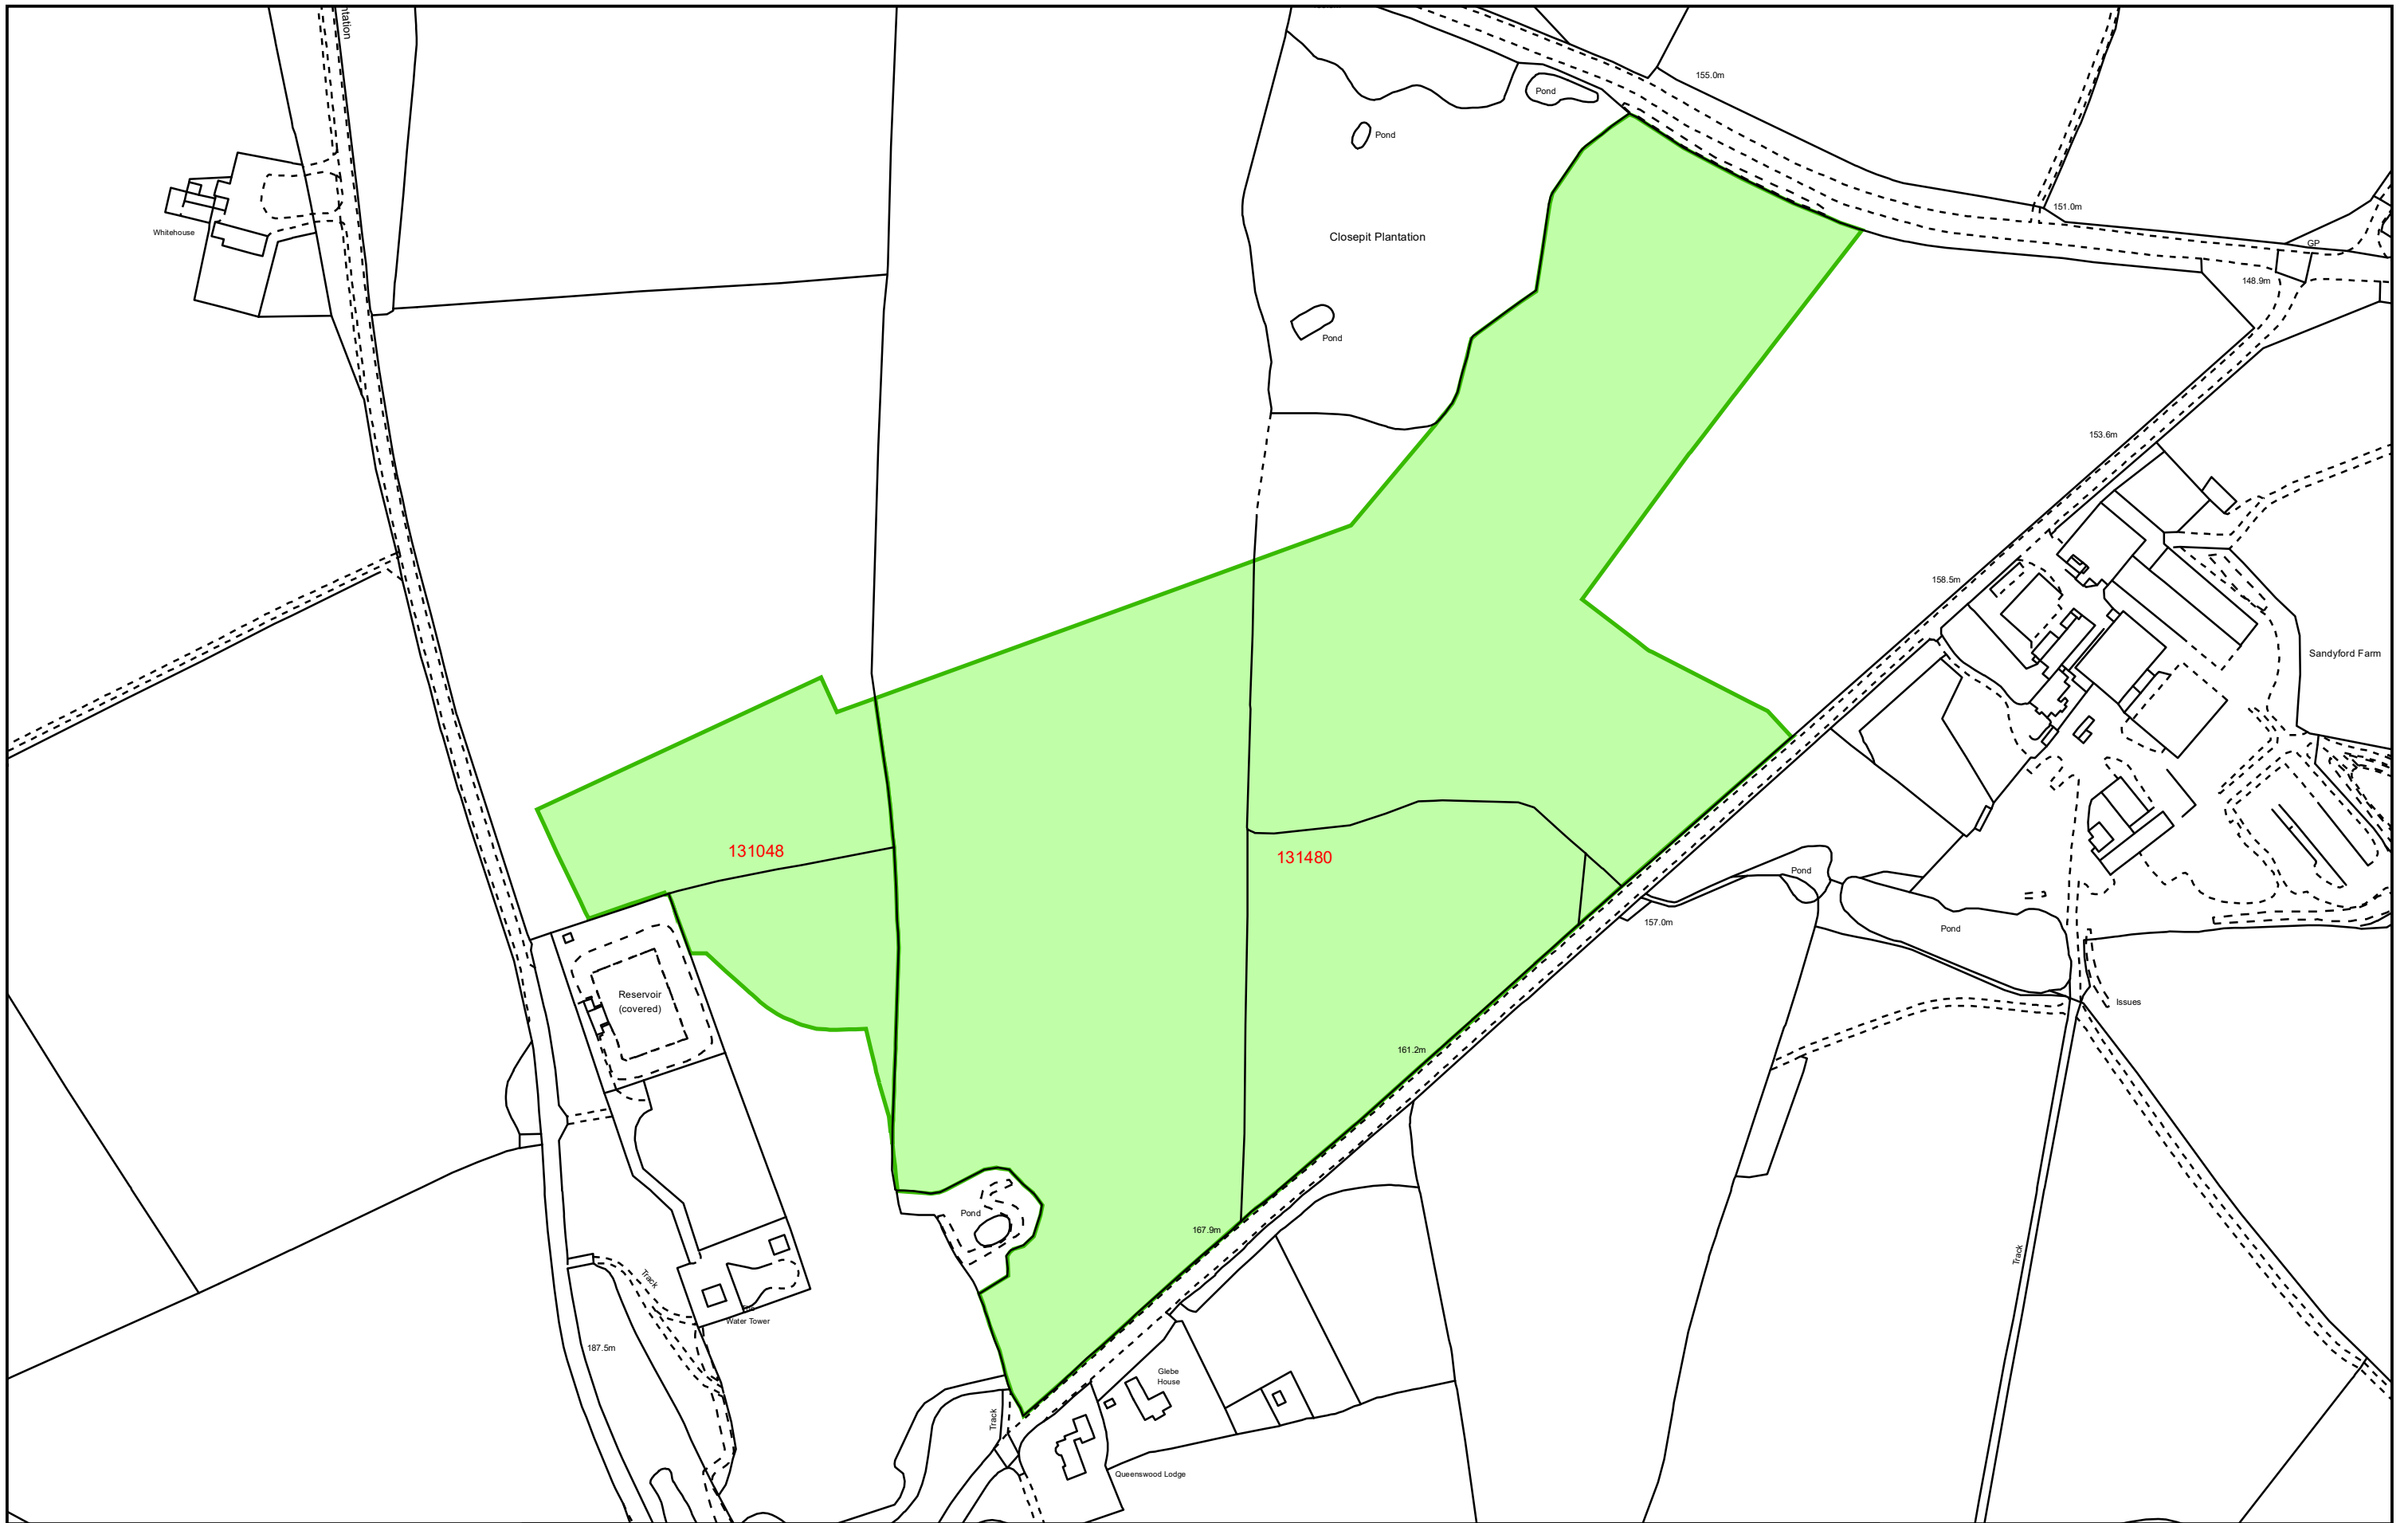 ntation
155.0m
Pond
Pond
151.0m
Whitehouse
Closepit Plantation
GP
148.9m
Pond
153.6m
158.5m
Sandyford Farm
131048
131480
Pond
157.0m
Pond
Reservoir
(covered)
Issues
161.2m
Pond
167.9m
Track
Track
Water Tower
187.5m
Glebe
House
Track
Queenswood Lodge